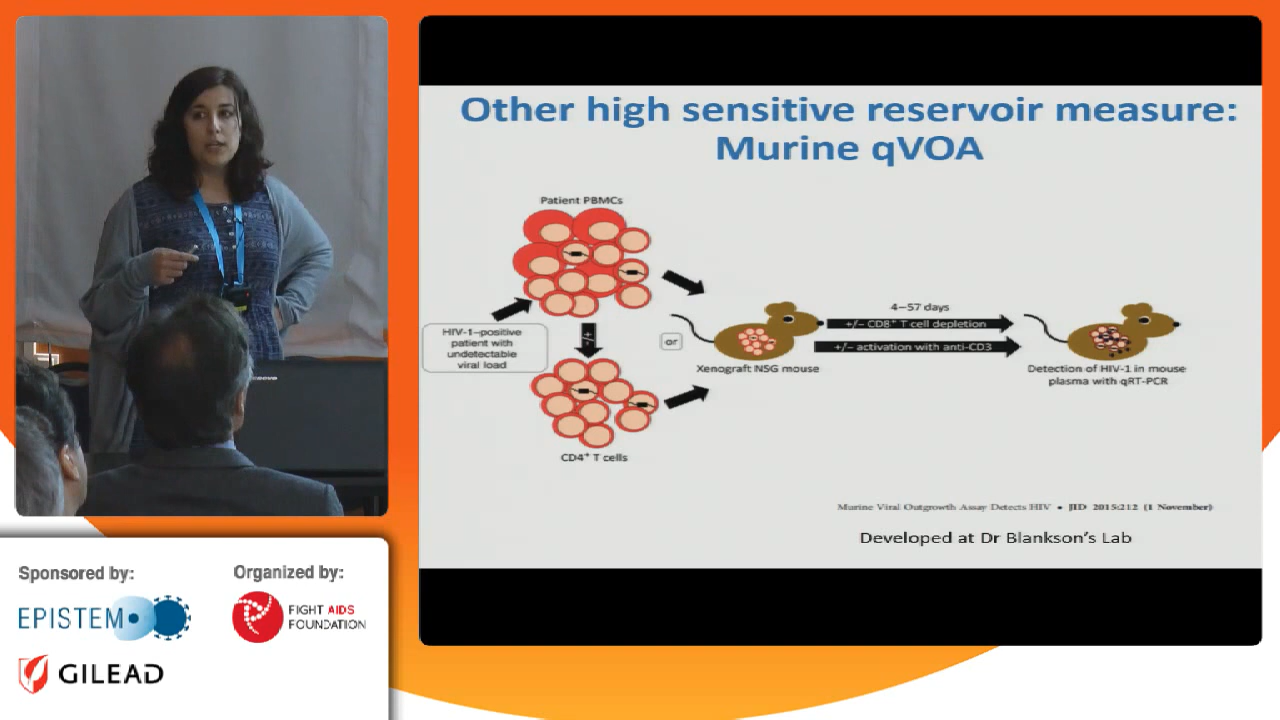 Other high sensitive reservoir measure:
Murine qVOA
Patient PBMCs
HIV-1–positive
patient with
undetectable
viral load
+/–
CD4⁺ T cells
or
Xenograft NSG mouse
4–57 days
+/– CD8⁺ T cell depletion
+/– activation with anti-CD3
Detection of HIV-1 in mouse
plasma with qRT-PCR
Murine Viral Outgrowth Assay Detects HIV • JID 2015:212 (1 November)
Developed at Dr Blankson's Lab
Sponsored by:
EPISTEM
GILEAD
Organized by:
FIGHT AIDS
FOUNDATION